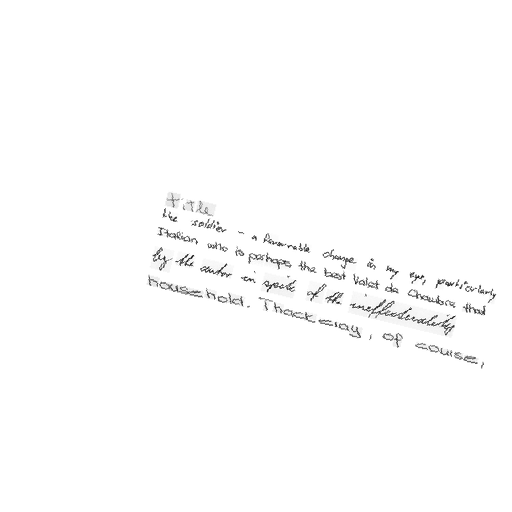 title
the soldier - a favourable change in my eye, particularly
Italian who is perhaps the best Valet de Chambre that
by the author in spite of the ineffectuality
household. Thackeray, of course,